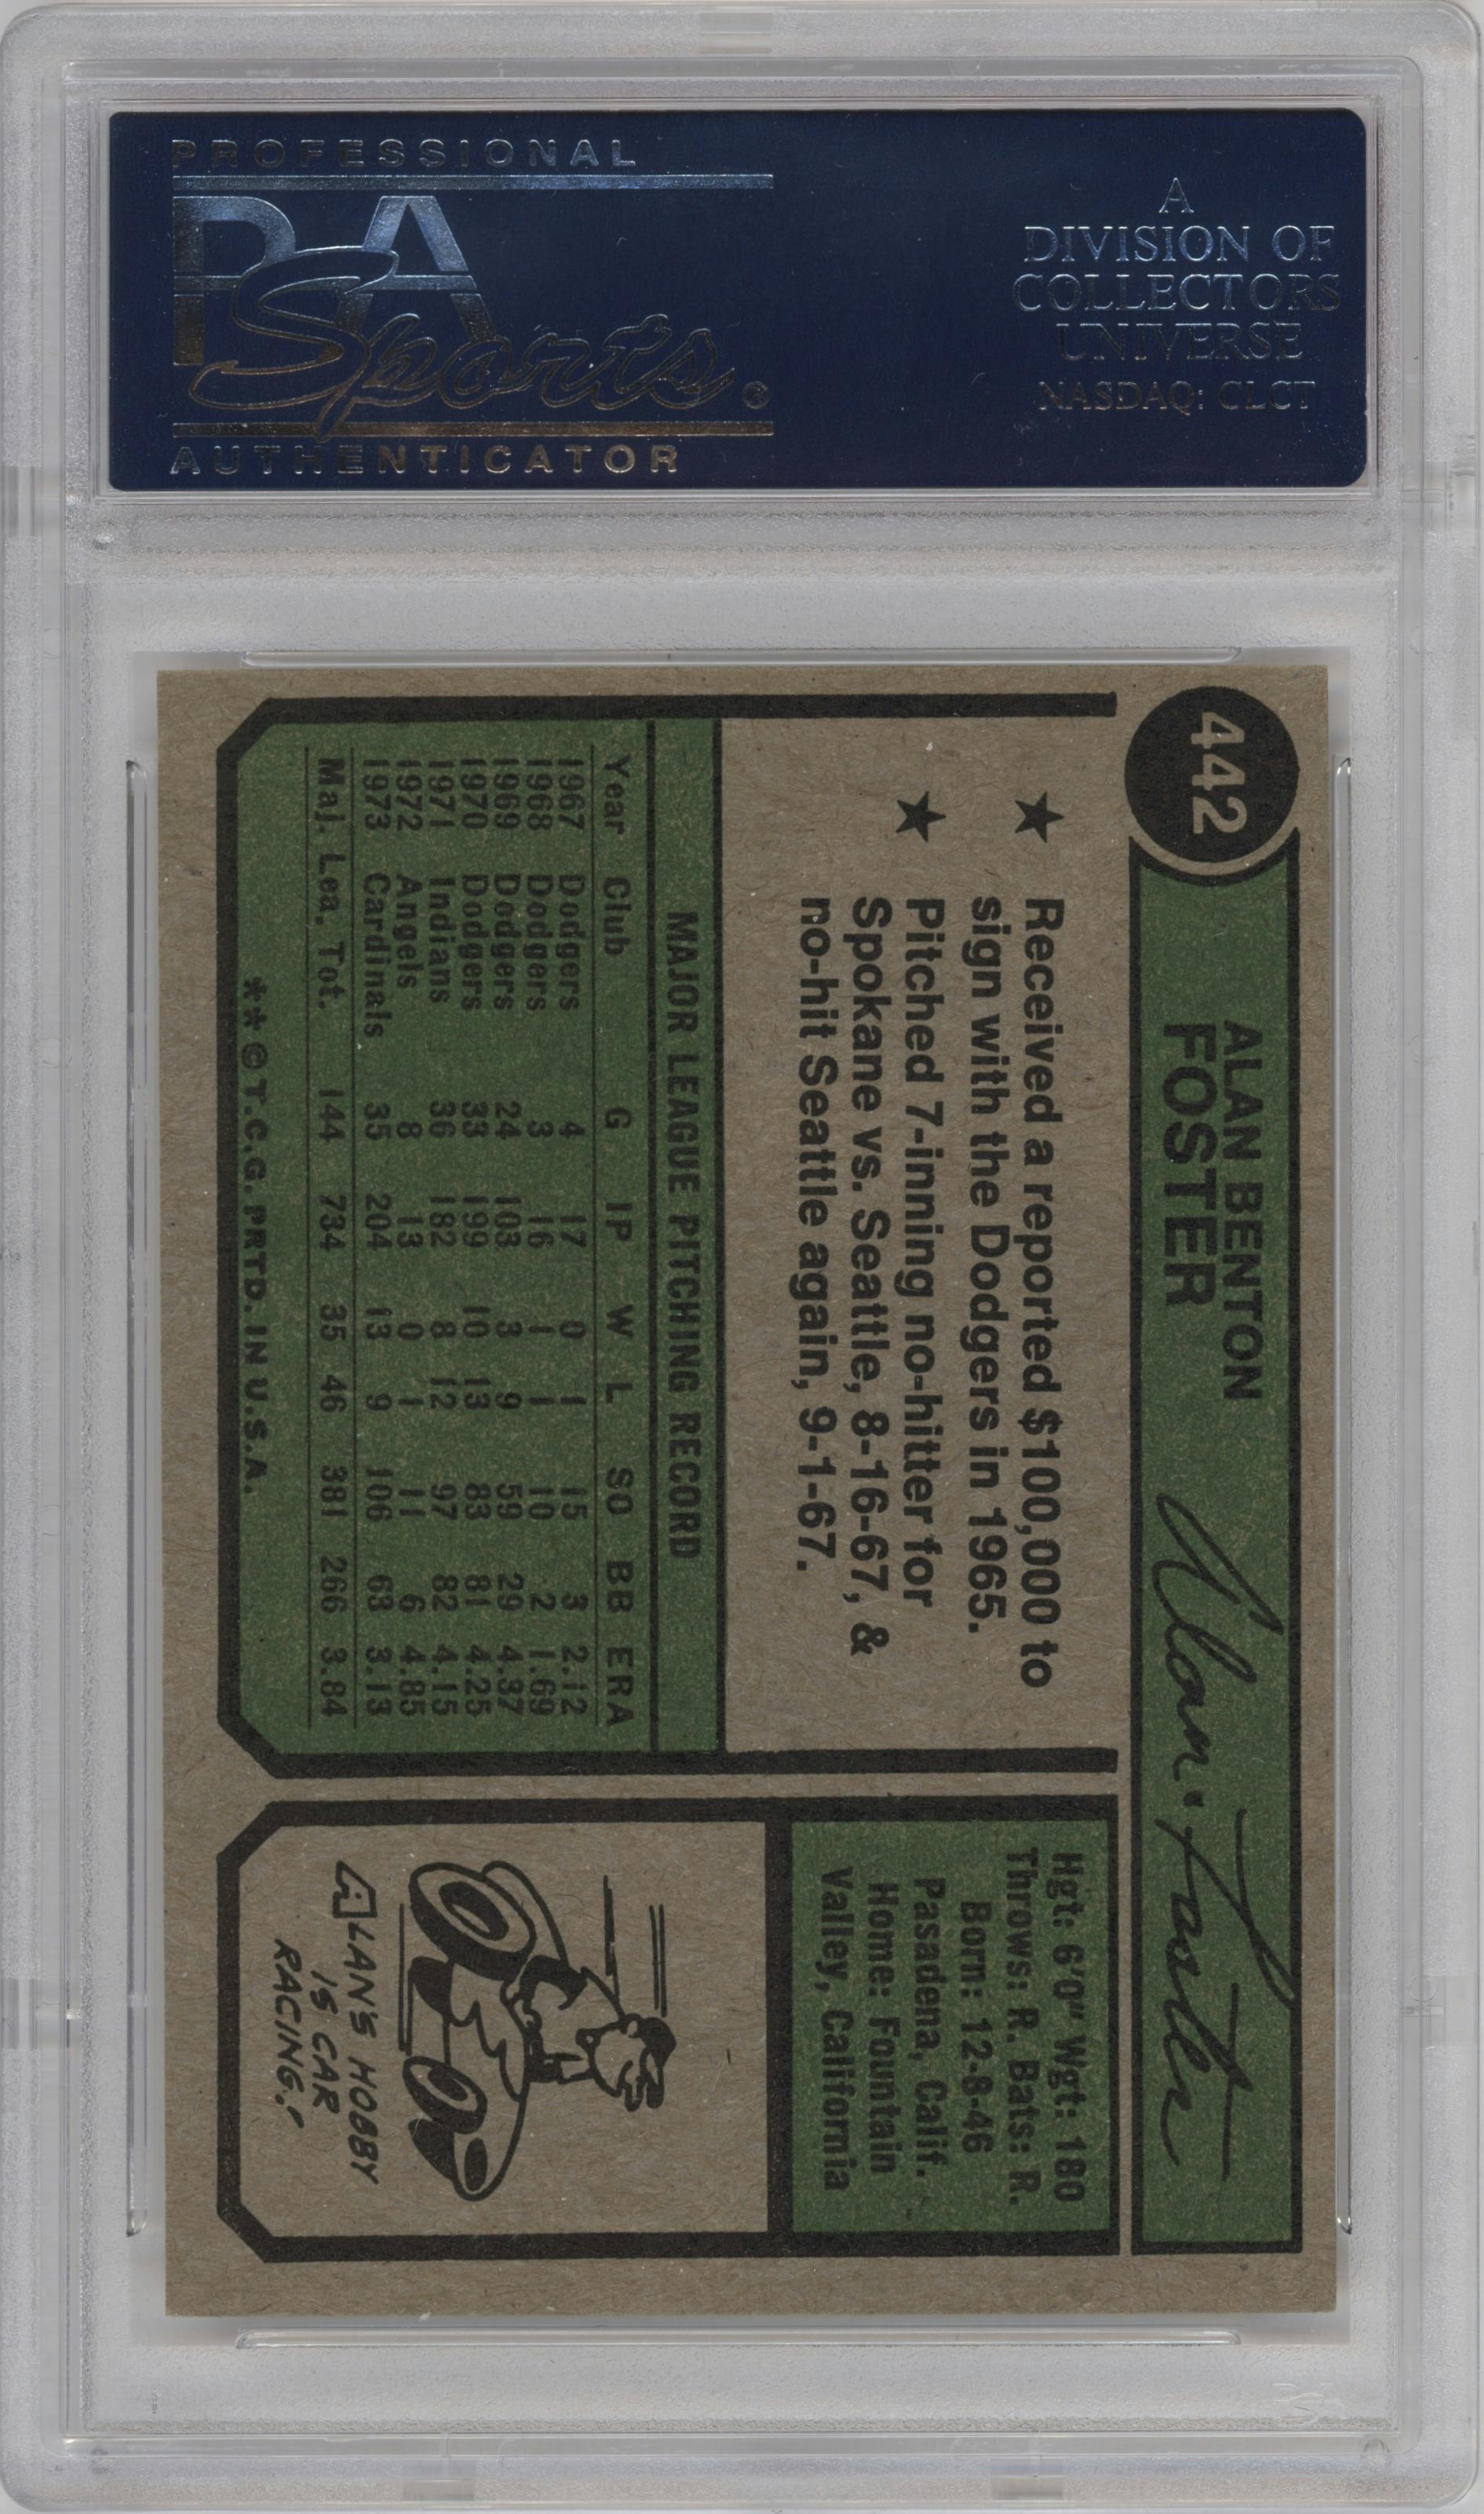 PROFESSIONAL
PSA
Sports®
AUTHENTICATOR
A
DIVISION OF
COLLECTORS
UNIVERSE
NASDAQ: CLCT
442
ALAN BENTON
FOSTER
Alan Foster
★ Received a reported $100,000 to
sign with the Dodgers in 1965.
★ Pitched 7-inning no-hitter for
Spokane vs. Seattle, 8-16-67, &
no-hit Seattle again, 9-1-67.
MAJOR LEAGUE PITCHING RECORD
Year Club G IP W L SO BB ERA
1967 Dodgers 4 17 0 1 15 3 2.12
1968 Dodgers 3 16 1 1 10 2 1.69
1969 Dodgers 24 103 3 9 59 29 4.37
1970 Dodgers 33 199 10 13 83 81 4.25
1971 Indians 36 182 8 12 97 82 4.15
1972 Angels 8 13 0 1 11 6 4.85
1973 Cardinals 35 204 13 9 106 63 3.13
Maj. Lea. Tot. 144 734 35 46 381 266 3.84
** © T.C.G. PRTD. IN U.S.A.
Hgt: 6'0" Wgt: 180
Throws: R. Bats: R.
Born: 12-8-46
Pasadena, Calif.
Home: Fountain
Valley, California
ALAN'S HOBBY
IS CAR
RACING!